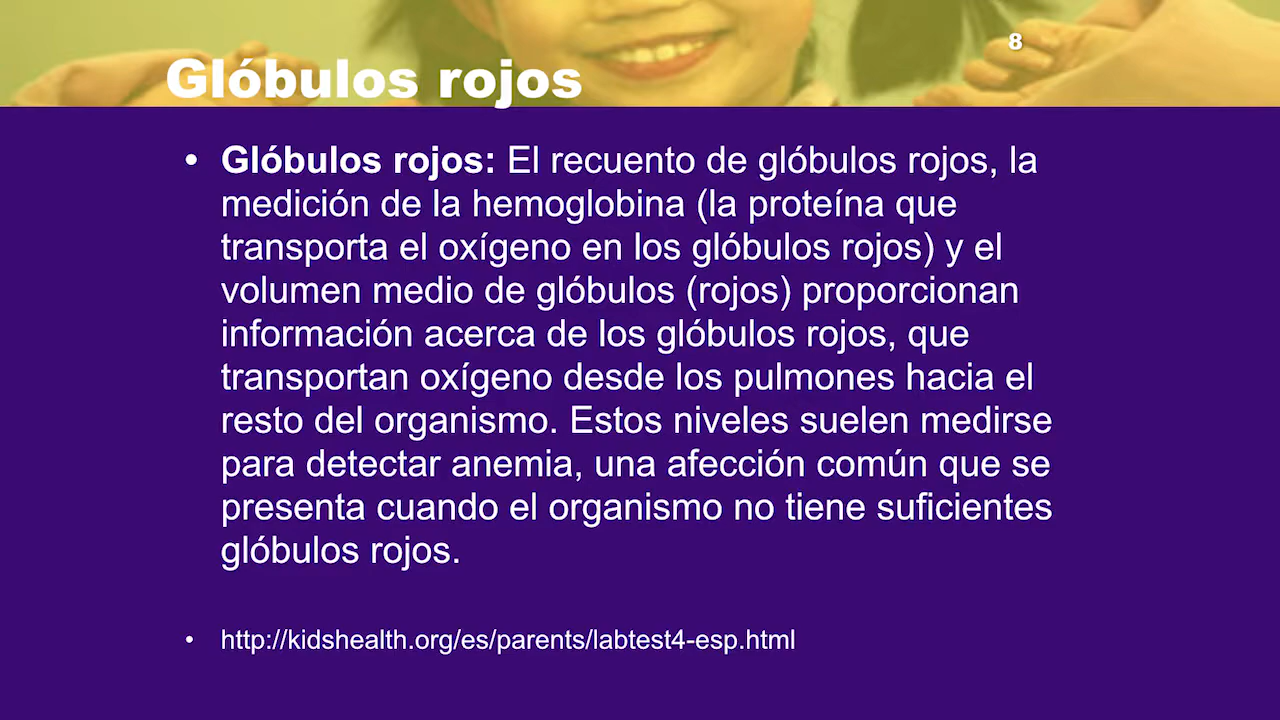 8
Glóbulos rojos
• Glóbulos rojos: El recuento de glóbulos rojos, la
medición de la hemoglobina (la proteína que
transporta el oxígeno en los glóbulos rojos) y el
volumen medio de glóbulos (rojos) proporcionan
información acerca de los glóbulos rojos, que
transportan oxígeno desde los pulmones hacia el
resto del organismo. Estos niveles suelen medirse
para detectar anemia, una afección común que se
presenta cuando el organismo no tiene suficientes
glóbulos rojos.
• http://kidshealth.org/es/parents/labtest4-esp.html